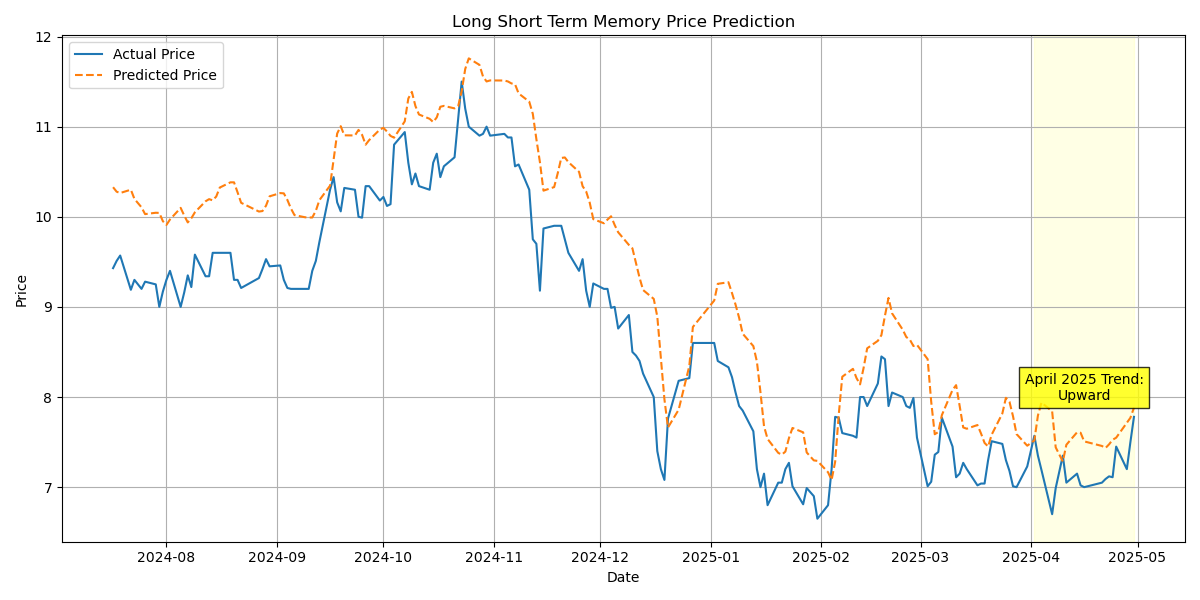 Long Short Term Memory Price Prediction
Actual Price
Predicted Price
12
11
10
9
8
7
Price
April 2025 Trend:
Upward
2024-08
2024-09
2024-10
2024-11
2024-12
2025-01
2025-02
2025-03
2025-04
2025-05
Date